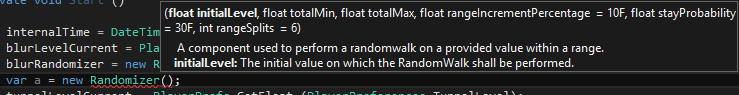 vate void Start ()
(float initialLevel, float totalMin, float totalMax, float rangeIncrementPercentage = 10F, float stayProbability
= 30F, int rangeSplits = 6)
internalTime = DateTim
blurLevelCurrent = Pla
A component used to perform a randomwalk on a provided value within a range.
blurRandomizer = new R
initialLevel: The initial value on which the RandomWalk shall be performed.
var a = new Randomizer();
tunnelLevelCurrent = PlayerPrefs.GetFloat (PlayerPreferences.TunnelLevel);